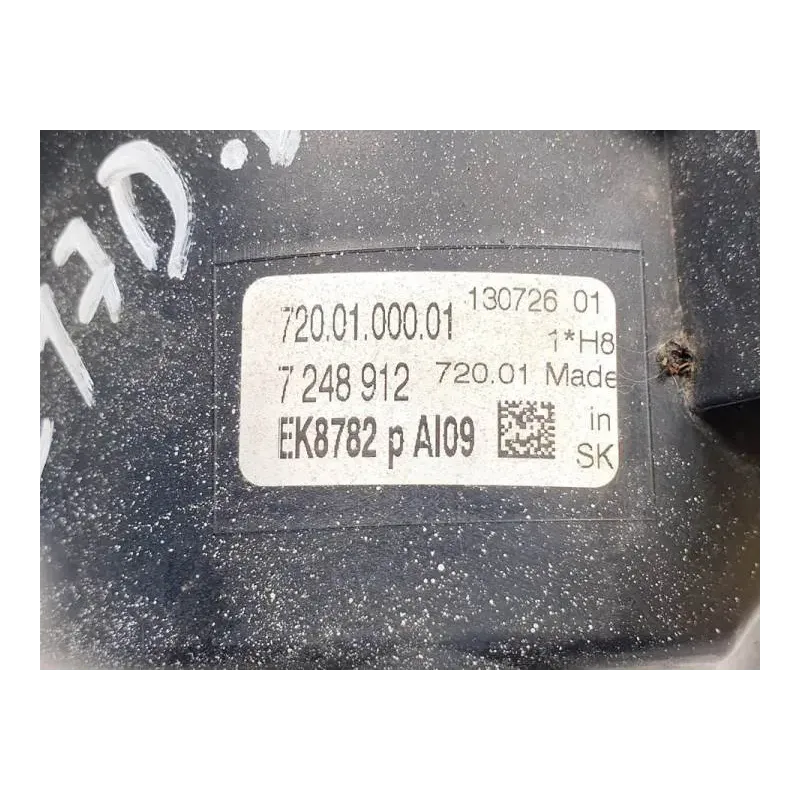 720.01.000.01 130726 01
1*H8
7 248 912 720.01 Made
EK8782 p AI09 in
SK